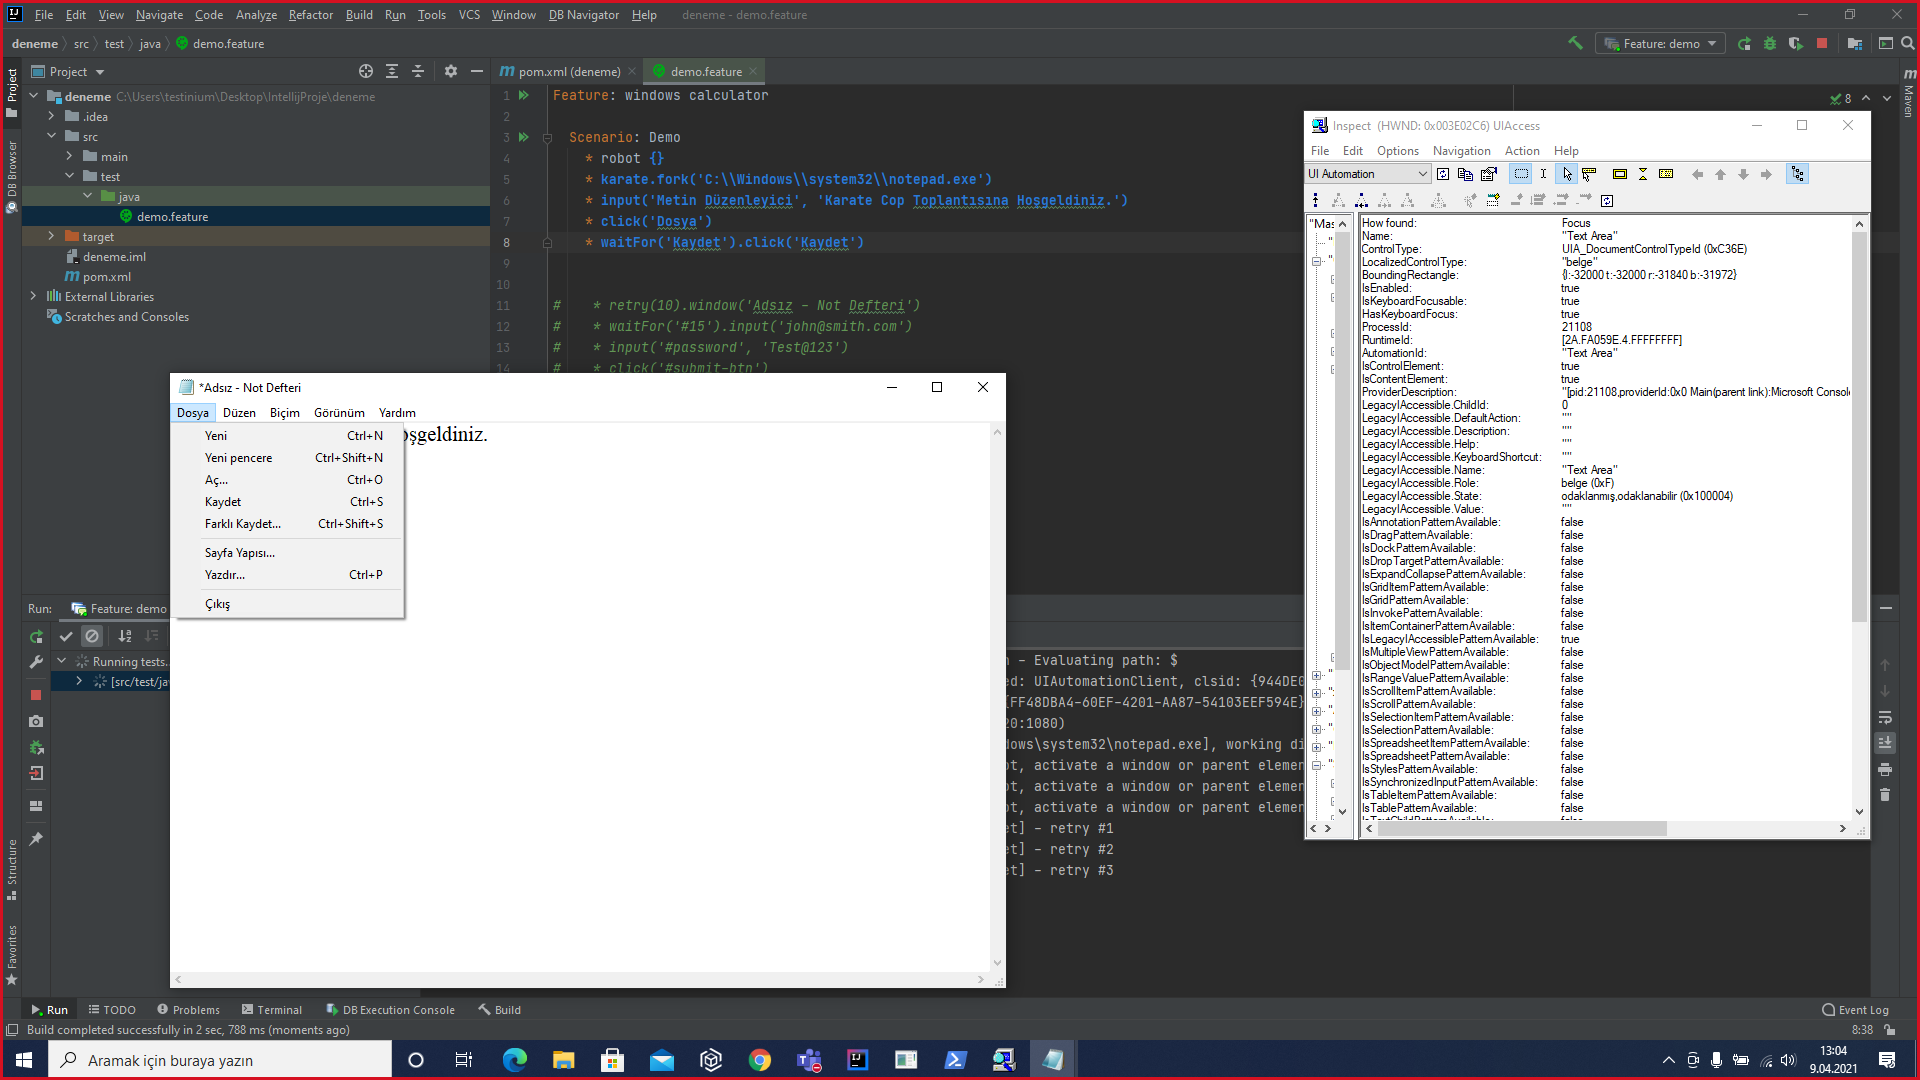 File Edit View Navigate Code Analyze Refactor Build Run Tools VCS Window DB Navigator Help deneme - demo.feature
deneme src test java demo.feature
Feature: demo
Project
pom.xml (deneme) demo.feature
deneme C:\Users\testinium\Desktop\IntellijProje\deneme
.idea
src
main
test
java
demo.feature
target
deneme.iml
pom.xml
External Libraries
Scratches and Consoles
Project
DB Browser
Structure
Favorites
Maven
8
1 Feature: windows calculator
2
3 Scenario: Demo
4 * robot {}
5 * karate.fork('C:\\Windows\\system32\\notepad.exe')
6 * input('Metin Düzenleyici', 'Karate Cop Toplantısına Hoşgeldiniz.')
7 * click('Dosya')
8 * waitFor('Kaydet').click('Kaydet')
9
10
11 # * retry(10).window('Adsız - Not Defteri')
12 # * waitFor('#15').input('john@smith.com')
13 # * input('#password', 'Test@123')
14 # * click('#submit-btn')
*Adsız - Not Defteri
Dosya Düzen Biçim Görünüm Yardım
oşgeldiniz.
Yeni Ctrl+N
Yeni pencere Ctrl+Shift+N
Aç... Ctrl+O
Kaydet Ctrl+S
Farklı Kaydet... Ctrl+Shift+S
Sayfa Yapısı...
Yazdır... Ctrl+P
Çıkış
Inspect (HWND: 0x003E02C6) UIAccess
File Edit Options Navigation Action Help
UI Automation
"Mas
How found: Focus
Name: "Text Area"
ControlType: UIA_DocumentControlTypeId (0xC36E)
LocalizedControlType: "belge"
BoundingRectangle: {l:-32000 t:-32000 r:-31840 b:-31972}
IsEnabled: true
IsKeyboardFocusable: true
HasKeyboardFocus: true
ProcessId: 21108
RuntimeId: [2A.FA059E.4.FFFFFFFF]
AutomationId: "Text Area"
IsControlElement: true
IsContentElement: true
ProviderDescription: "[pid:21108,providerId:0x0 Main(parent link):Microsoft Consol
LegacyIAccessible.ChildId: 0
LegacyIAccessible.DefaultAction: ""
LegacyIAccessible.Description: ""
LegacyIAccessible.Help: ""
LegacyIAccessible.KeyboardShortcut: ""
LegacyIAccessible.Name: "Text Area"
LegacyIAccessible.Role: belge (0xF)
LegacyIAccessible.State: odaklanmış,odaklanabilir (0x100004)
LegacyIAccessible.Value: ""
IsAnnotationPatternAvailable: false
IsDragPatternAvailable: false
IsDockPatternAvailable: false
IsDropTargetPatternAvailable: false
IsExpandCollapsePatternAvailable: false
IsGridItemPatternAvailable: false
IsGridPatternAvailable: false
IsInvokePatternAvailable: false
IsItemContainerPatternAvailable: false
IsLegacyIAccessiblePatternAvailable: true
IsMultipleViewPatternAvailable: false
IsObjectModelPatternAvailable: false
IsRangeValuePatternAvailable: false
IsScrollItemPatternAvailable: false
IsScrollPatternAvailable: false
IsSelectionItemPatternAvailable: false
IsSelectionPatternAvailable: false
IsSpreadsheetItemPatternAvailable: false
IsSpreadsheetPatternAvailable: false
IsStylesPatternAvailable: false
IsSynchronizedInputPatternAvailable: false
IsTableItemPatternAvailable: false
IsTablePatternAvailable: false
IsTextChildPatternAvailable: false
Run: Feature: demo
Running tests...
[src/test/ja
n - Evaluating path: $
ed: UIAutomationClient, clsid: {944DE0
{FF48DBA4-60EF-4201-AA87-54103EEF594E}
20:1080)
dows\system32\notepad.exe], working di
ot, activate a window or parent elemen
ot, activate a window or parent elemen
ot, activate a window or parent elemen
et] - retry #1
et] - retry #2
et] - retry #3
Run TODO Problems Terminal DB Execution Console Build Event Log
Build completed successfully in 2 sec, 788 ms (moments ago) 8:38
Aramak için buraya yazın
13:04
9.04.2021